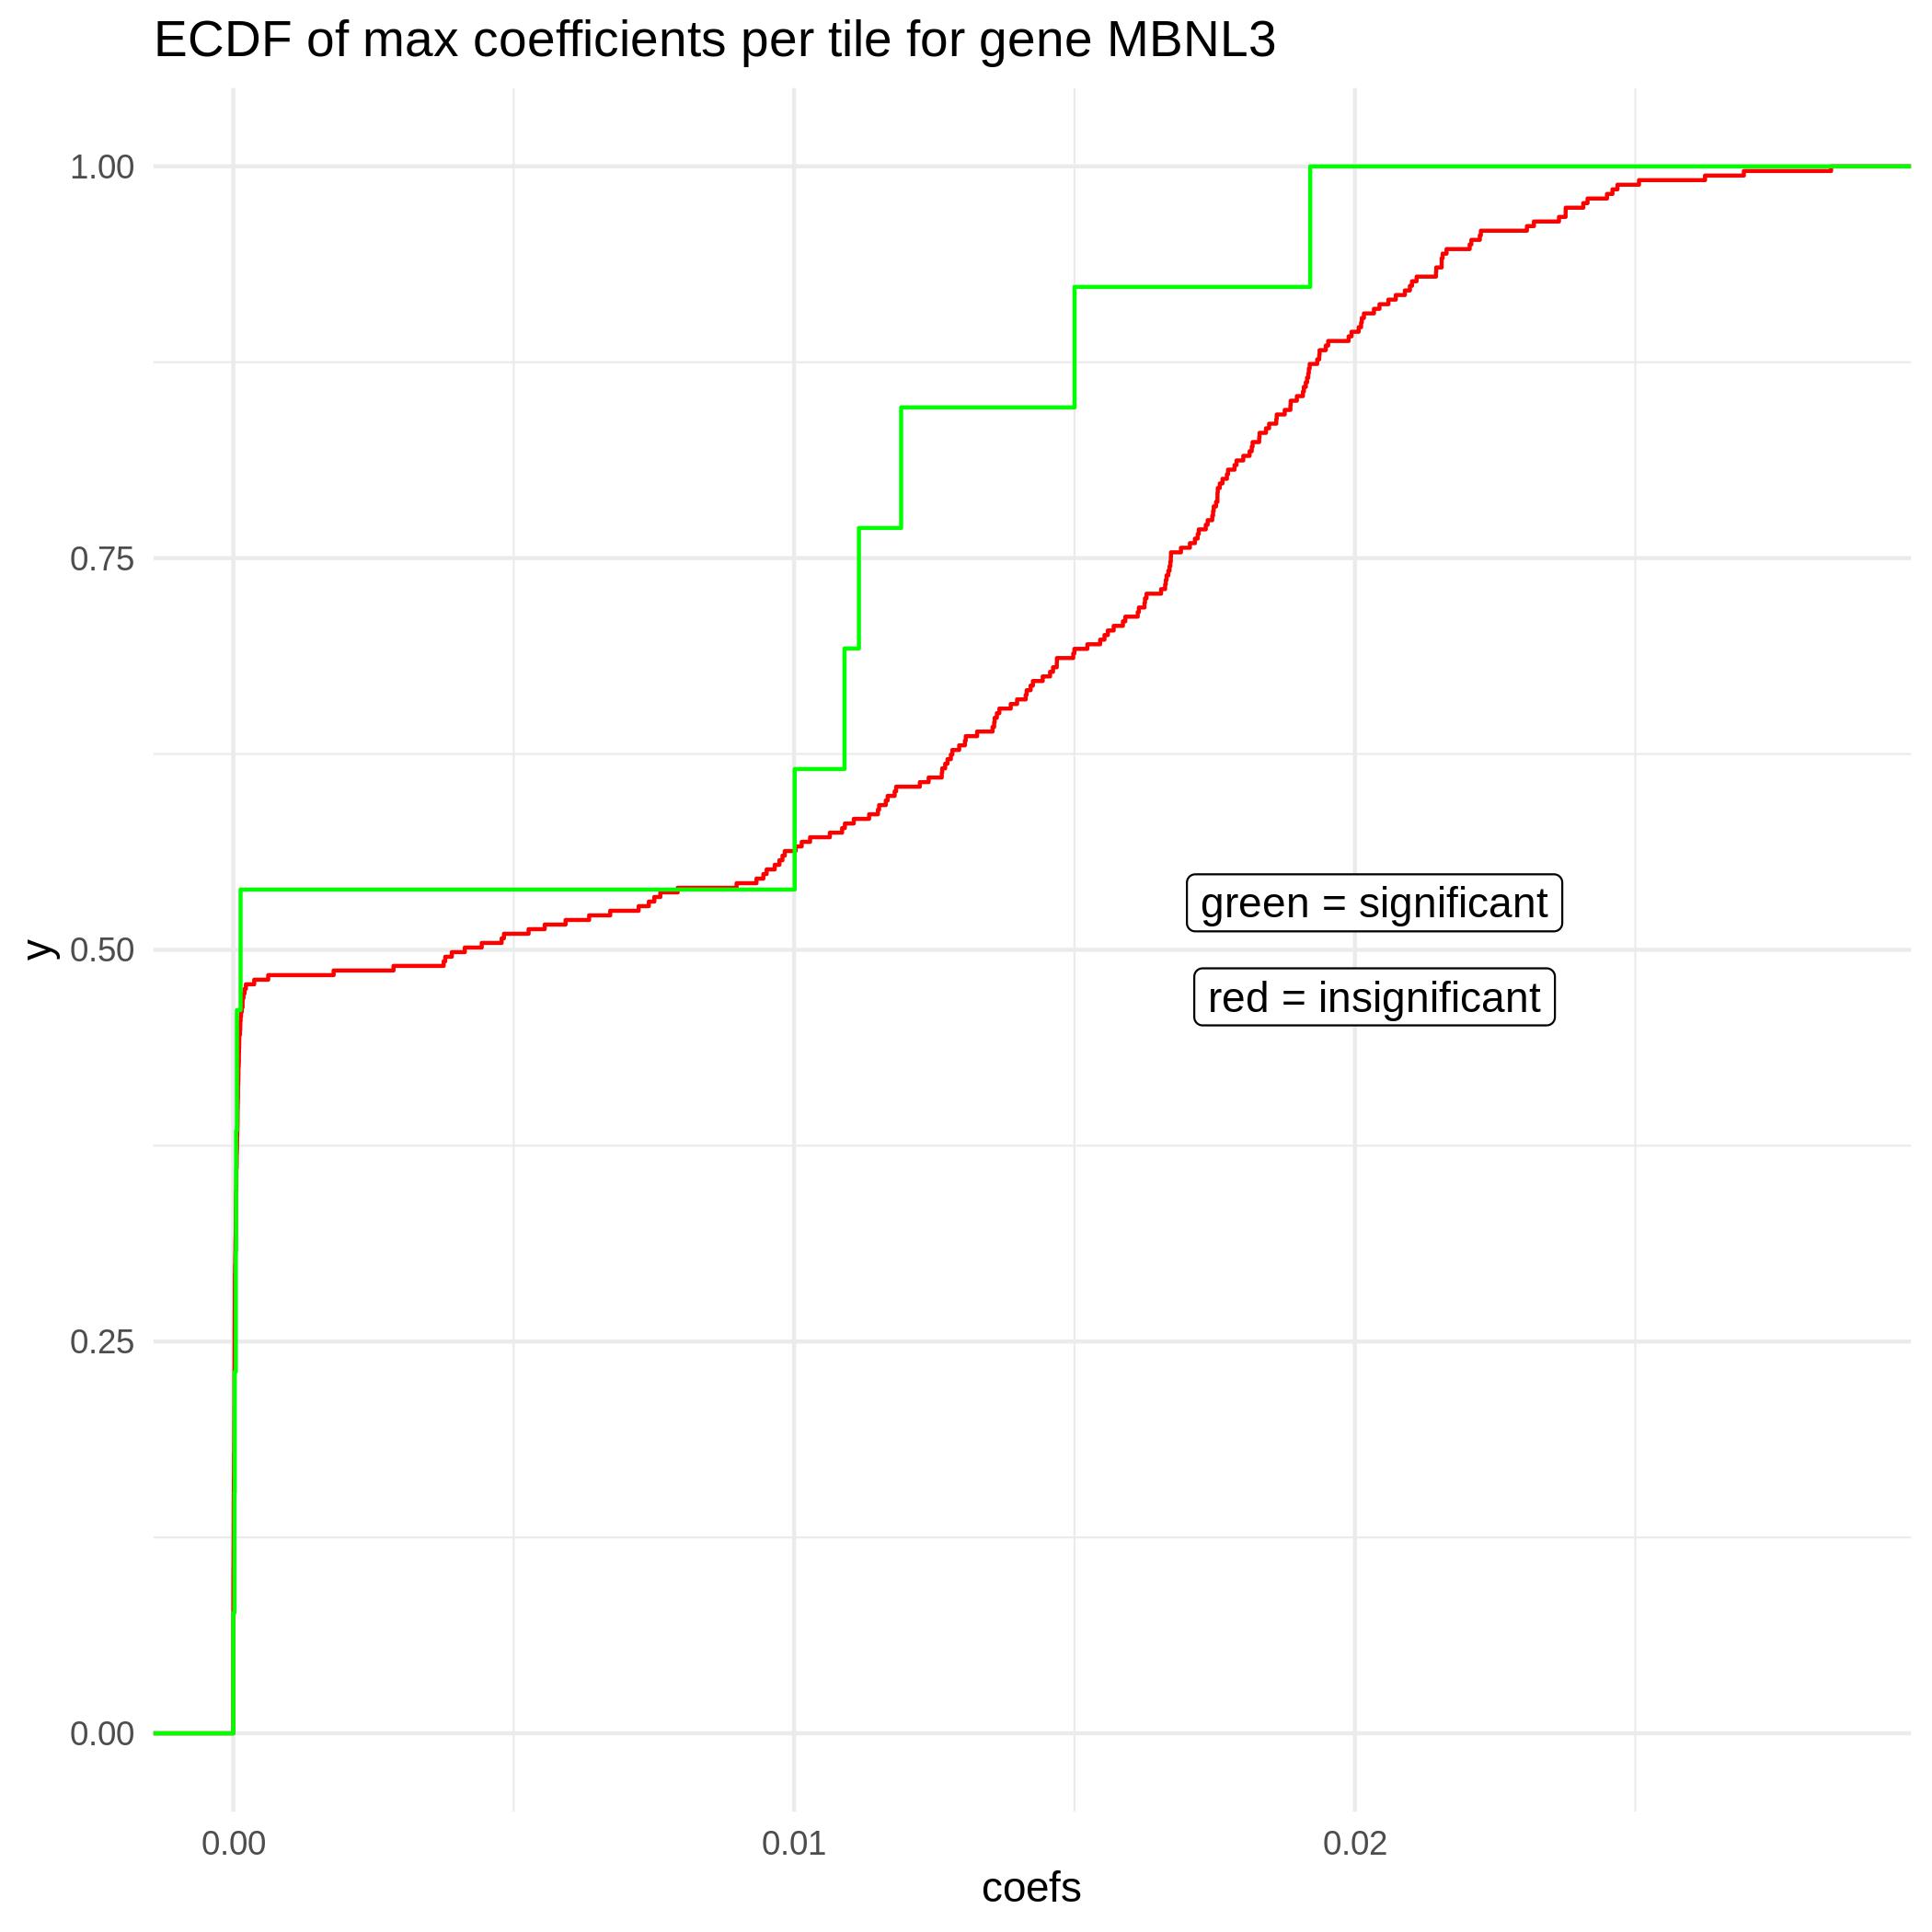 ECDF of max coefficients per tile for gene MBNL3
1.00
0.75
0.50
0.25
0.00
y
green = significant
red = insignificant
0.00 0.01 0.02
coefs